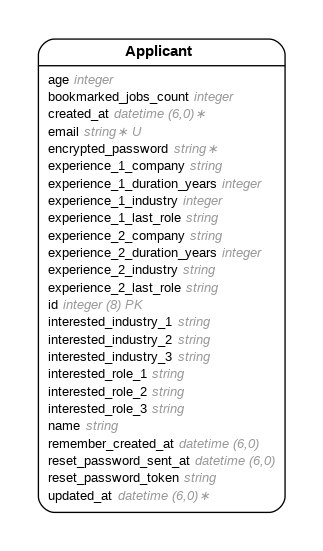 Applicant
age integer
bookmarked_jobs_count integer
created_at datetime (6,0)∗
email string∗ U
encrypted_password string∗
experience_1_company string
experience_1_duration_years integer
experience_1_industry integer
experience_1_last_role string
experience_2_company string
experience_2_duration_years integer
experience_2_industry string
experience_2_last_role string
id integer (8) PK
interested_industry_1 string
interested_industry_2 string
interested_industry_3 string
interested_role_1 string
interested_role_2 string
interested_role_3 string
name string
remember_created_at datetime (6,0)
reset_password_sent_at datetime (6,0)
reset_password_token string
updated_at datetime (6,0)∗